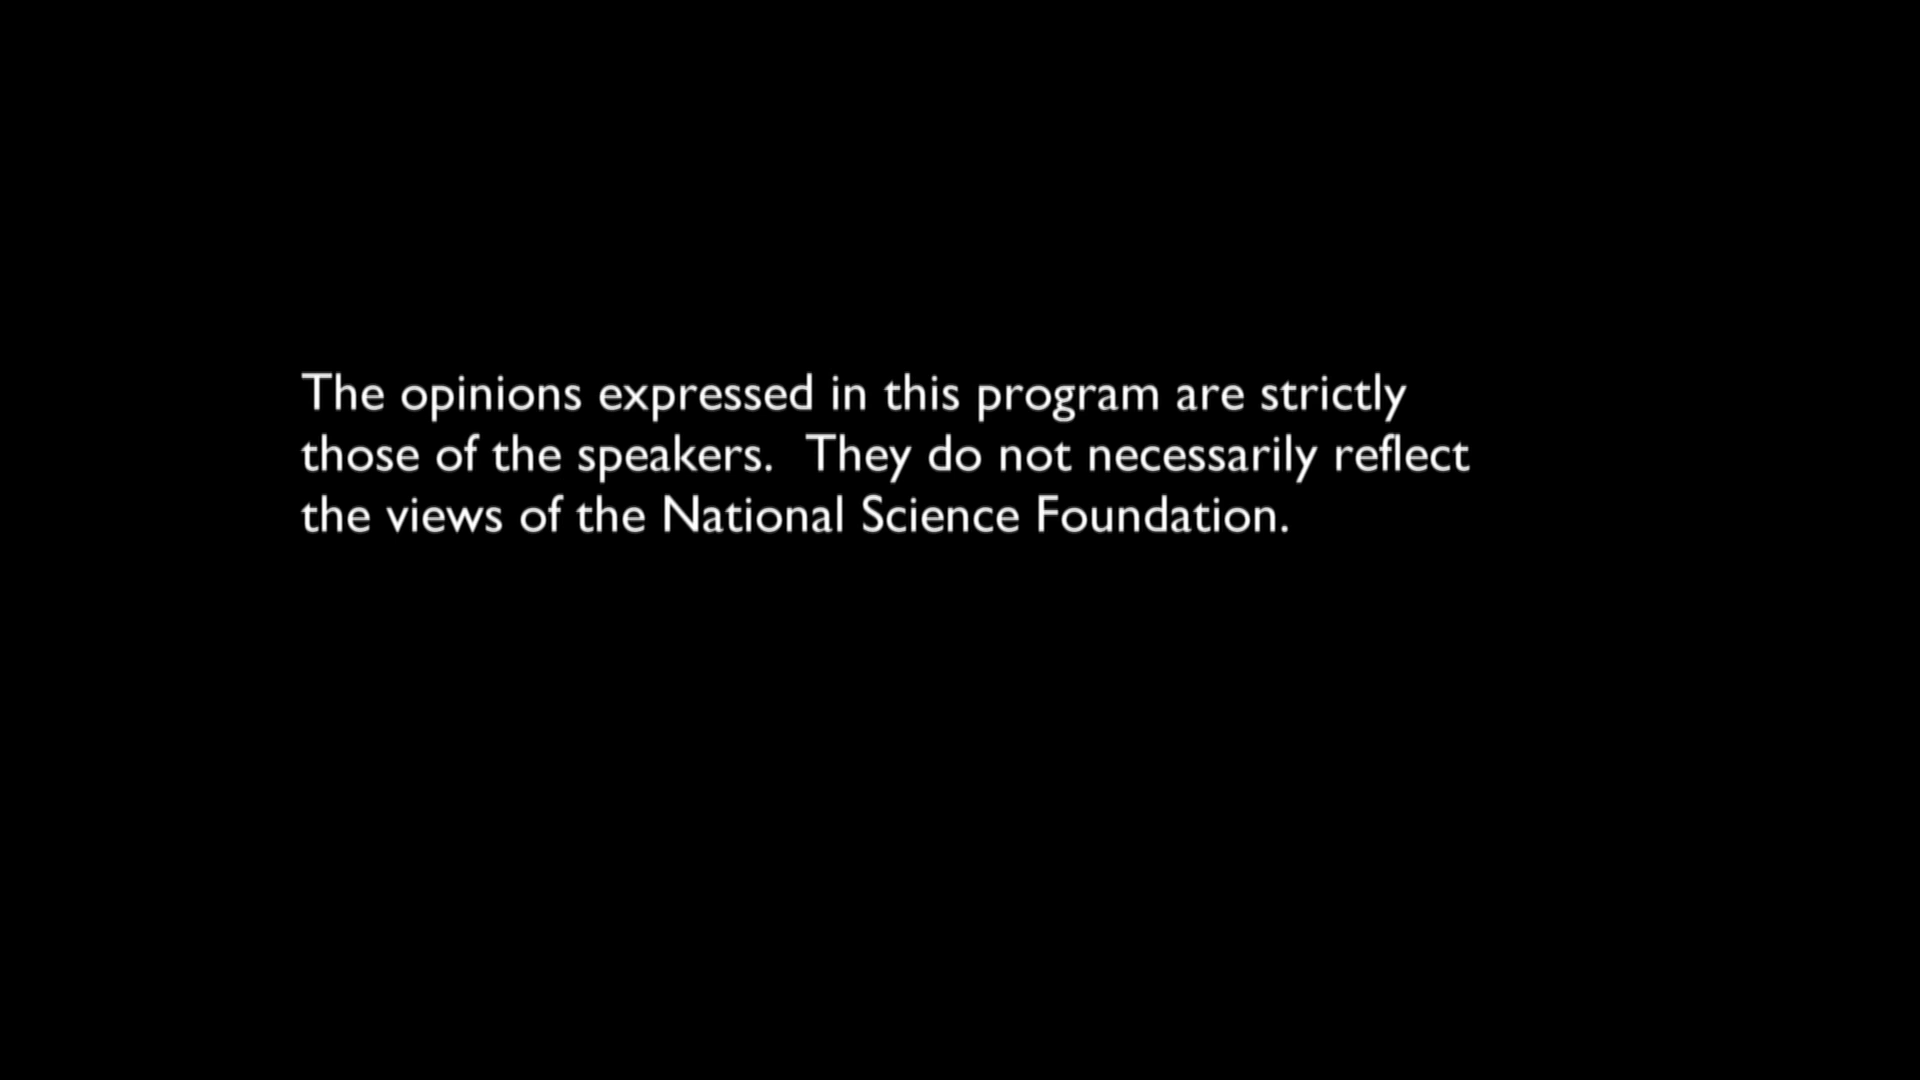 The opinions expressed in this program are strictly
those of the speakers.  They do not necessarily reflect
the views of the National Science Foundation.